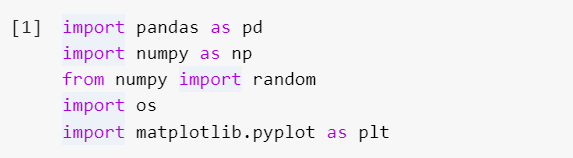 [1] import pandas as pd
import numpy as np
from numpy import random
import os
import matplotlib.pyplot as plt